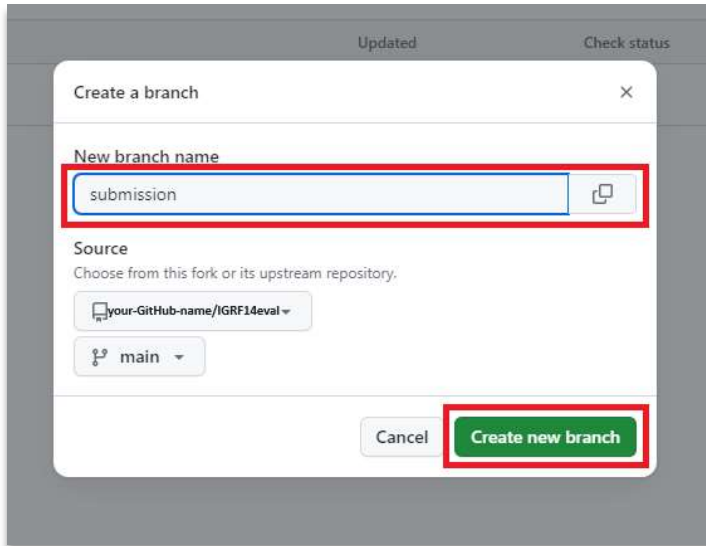 Updated Check status
Create a branch
New branch name
submission
Source
Choose from this fork or its upstream repository.
your-GitHub-name/IGRF14eval
main
Cancel Create new branch